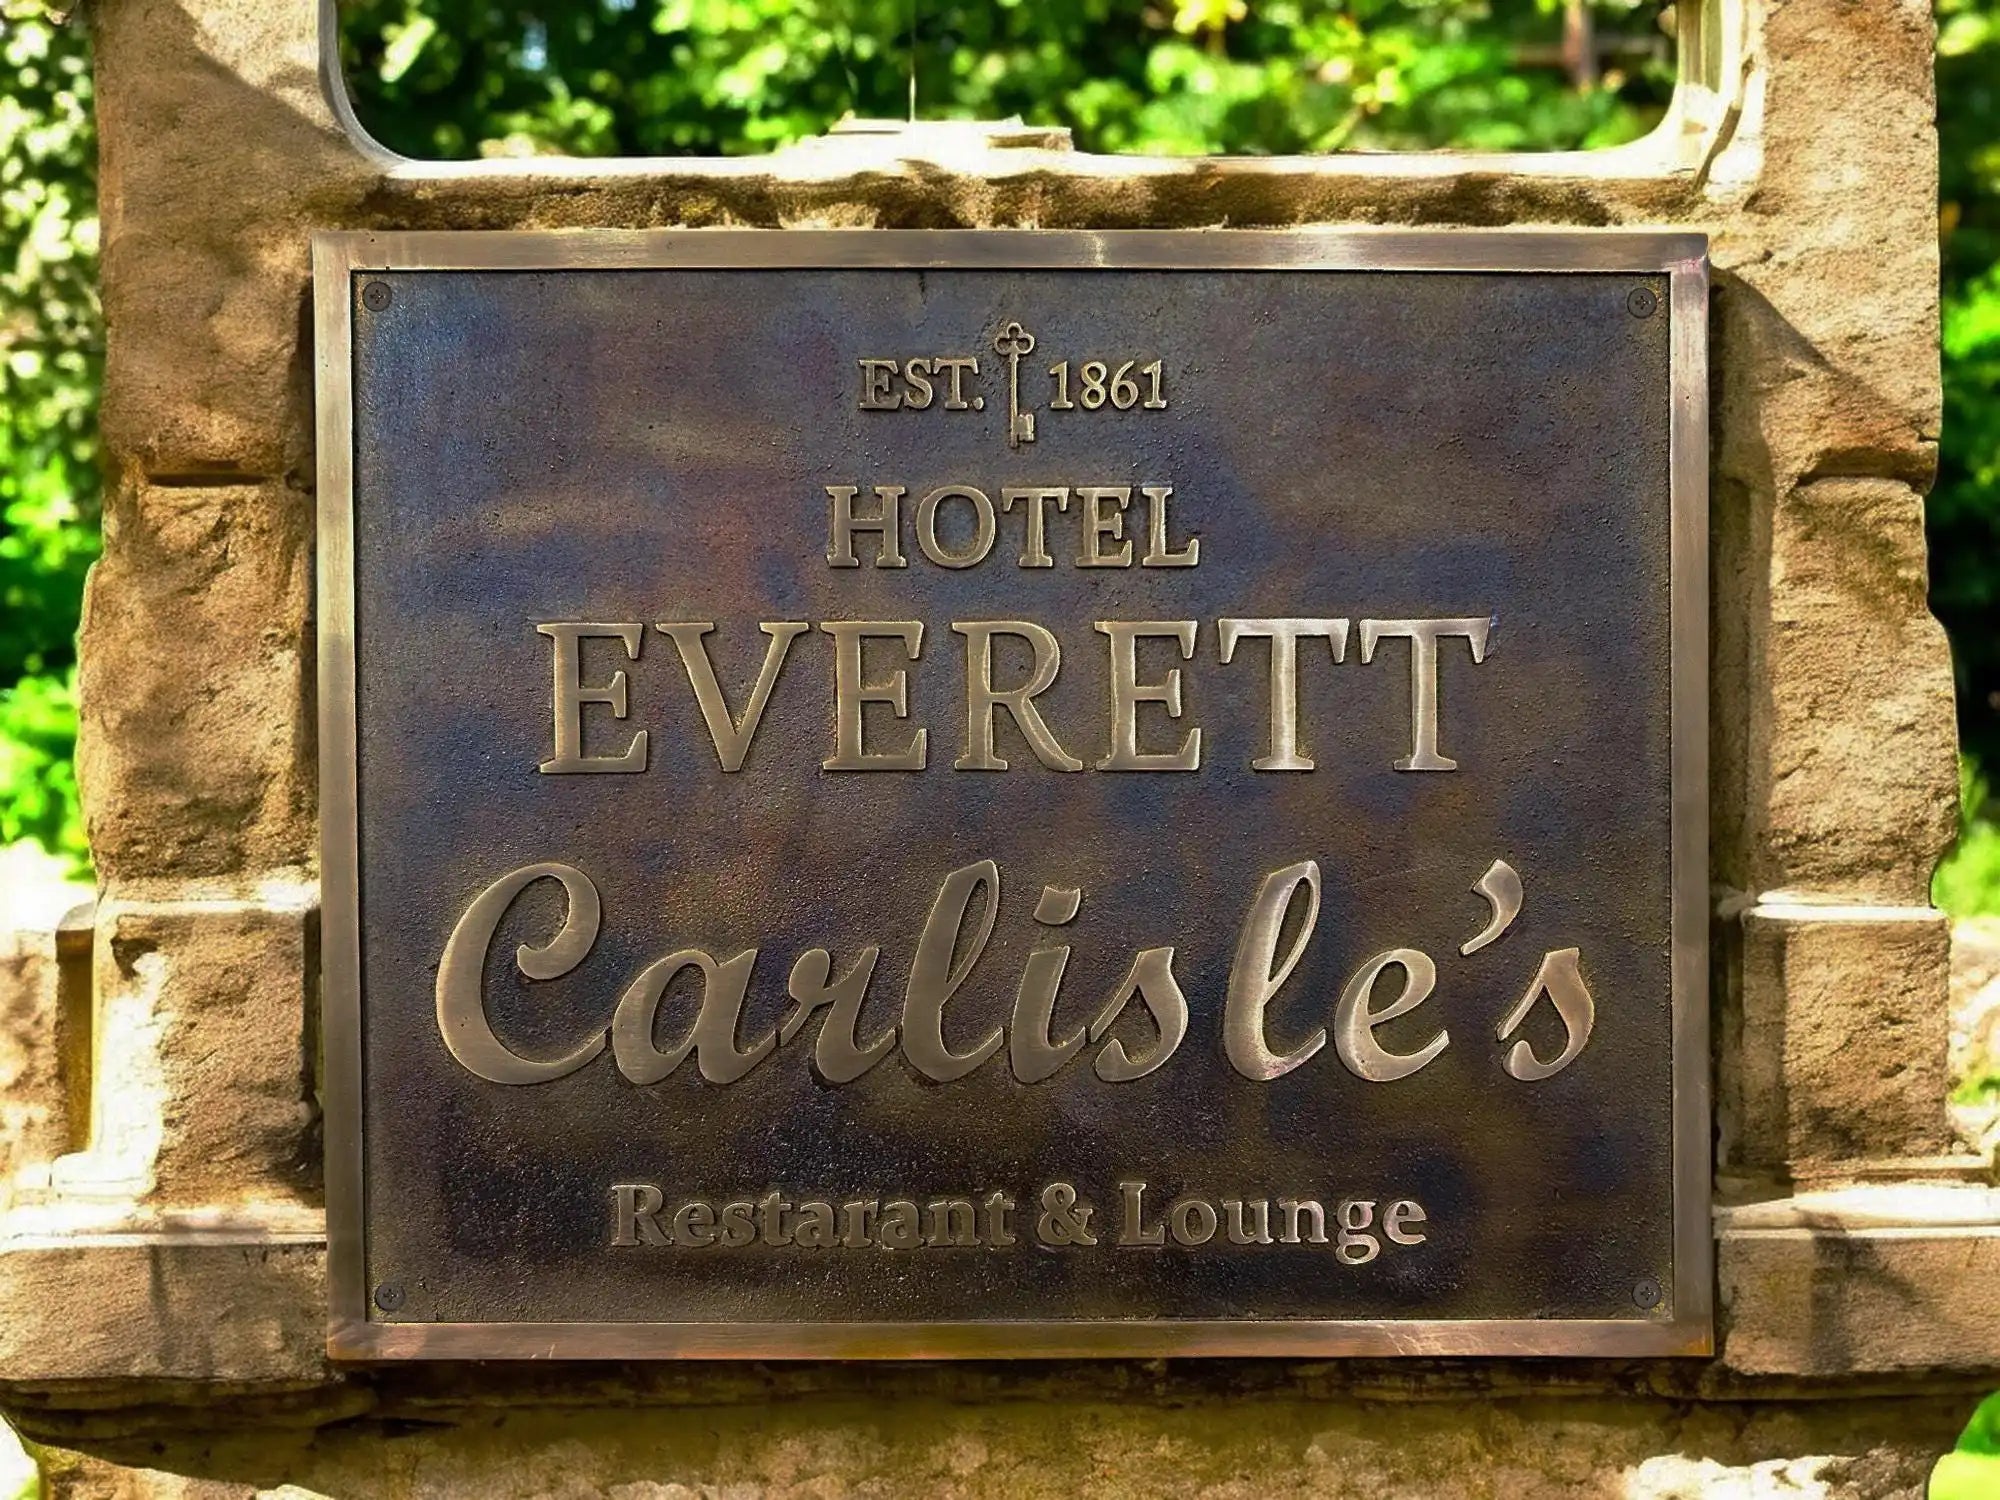 EST. 1861
HOTEL
EVERETT
Carlisle's
Restarant & Lounge